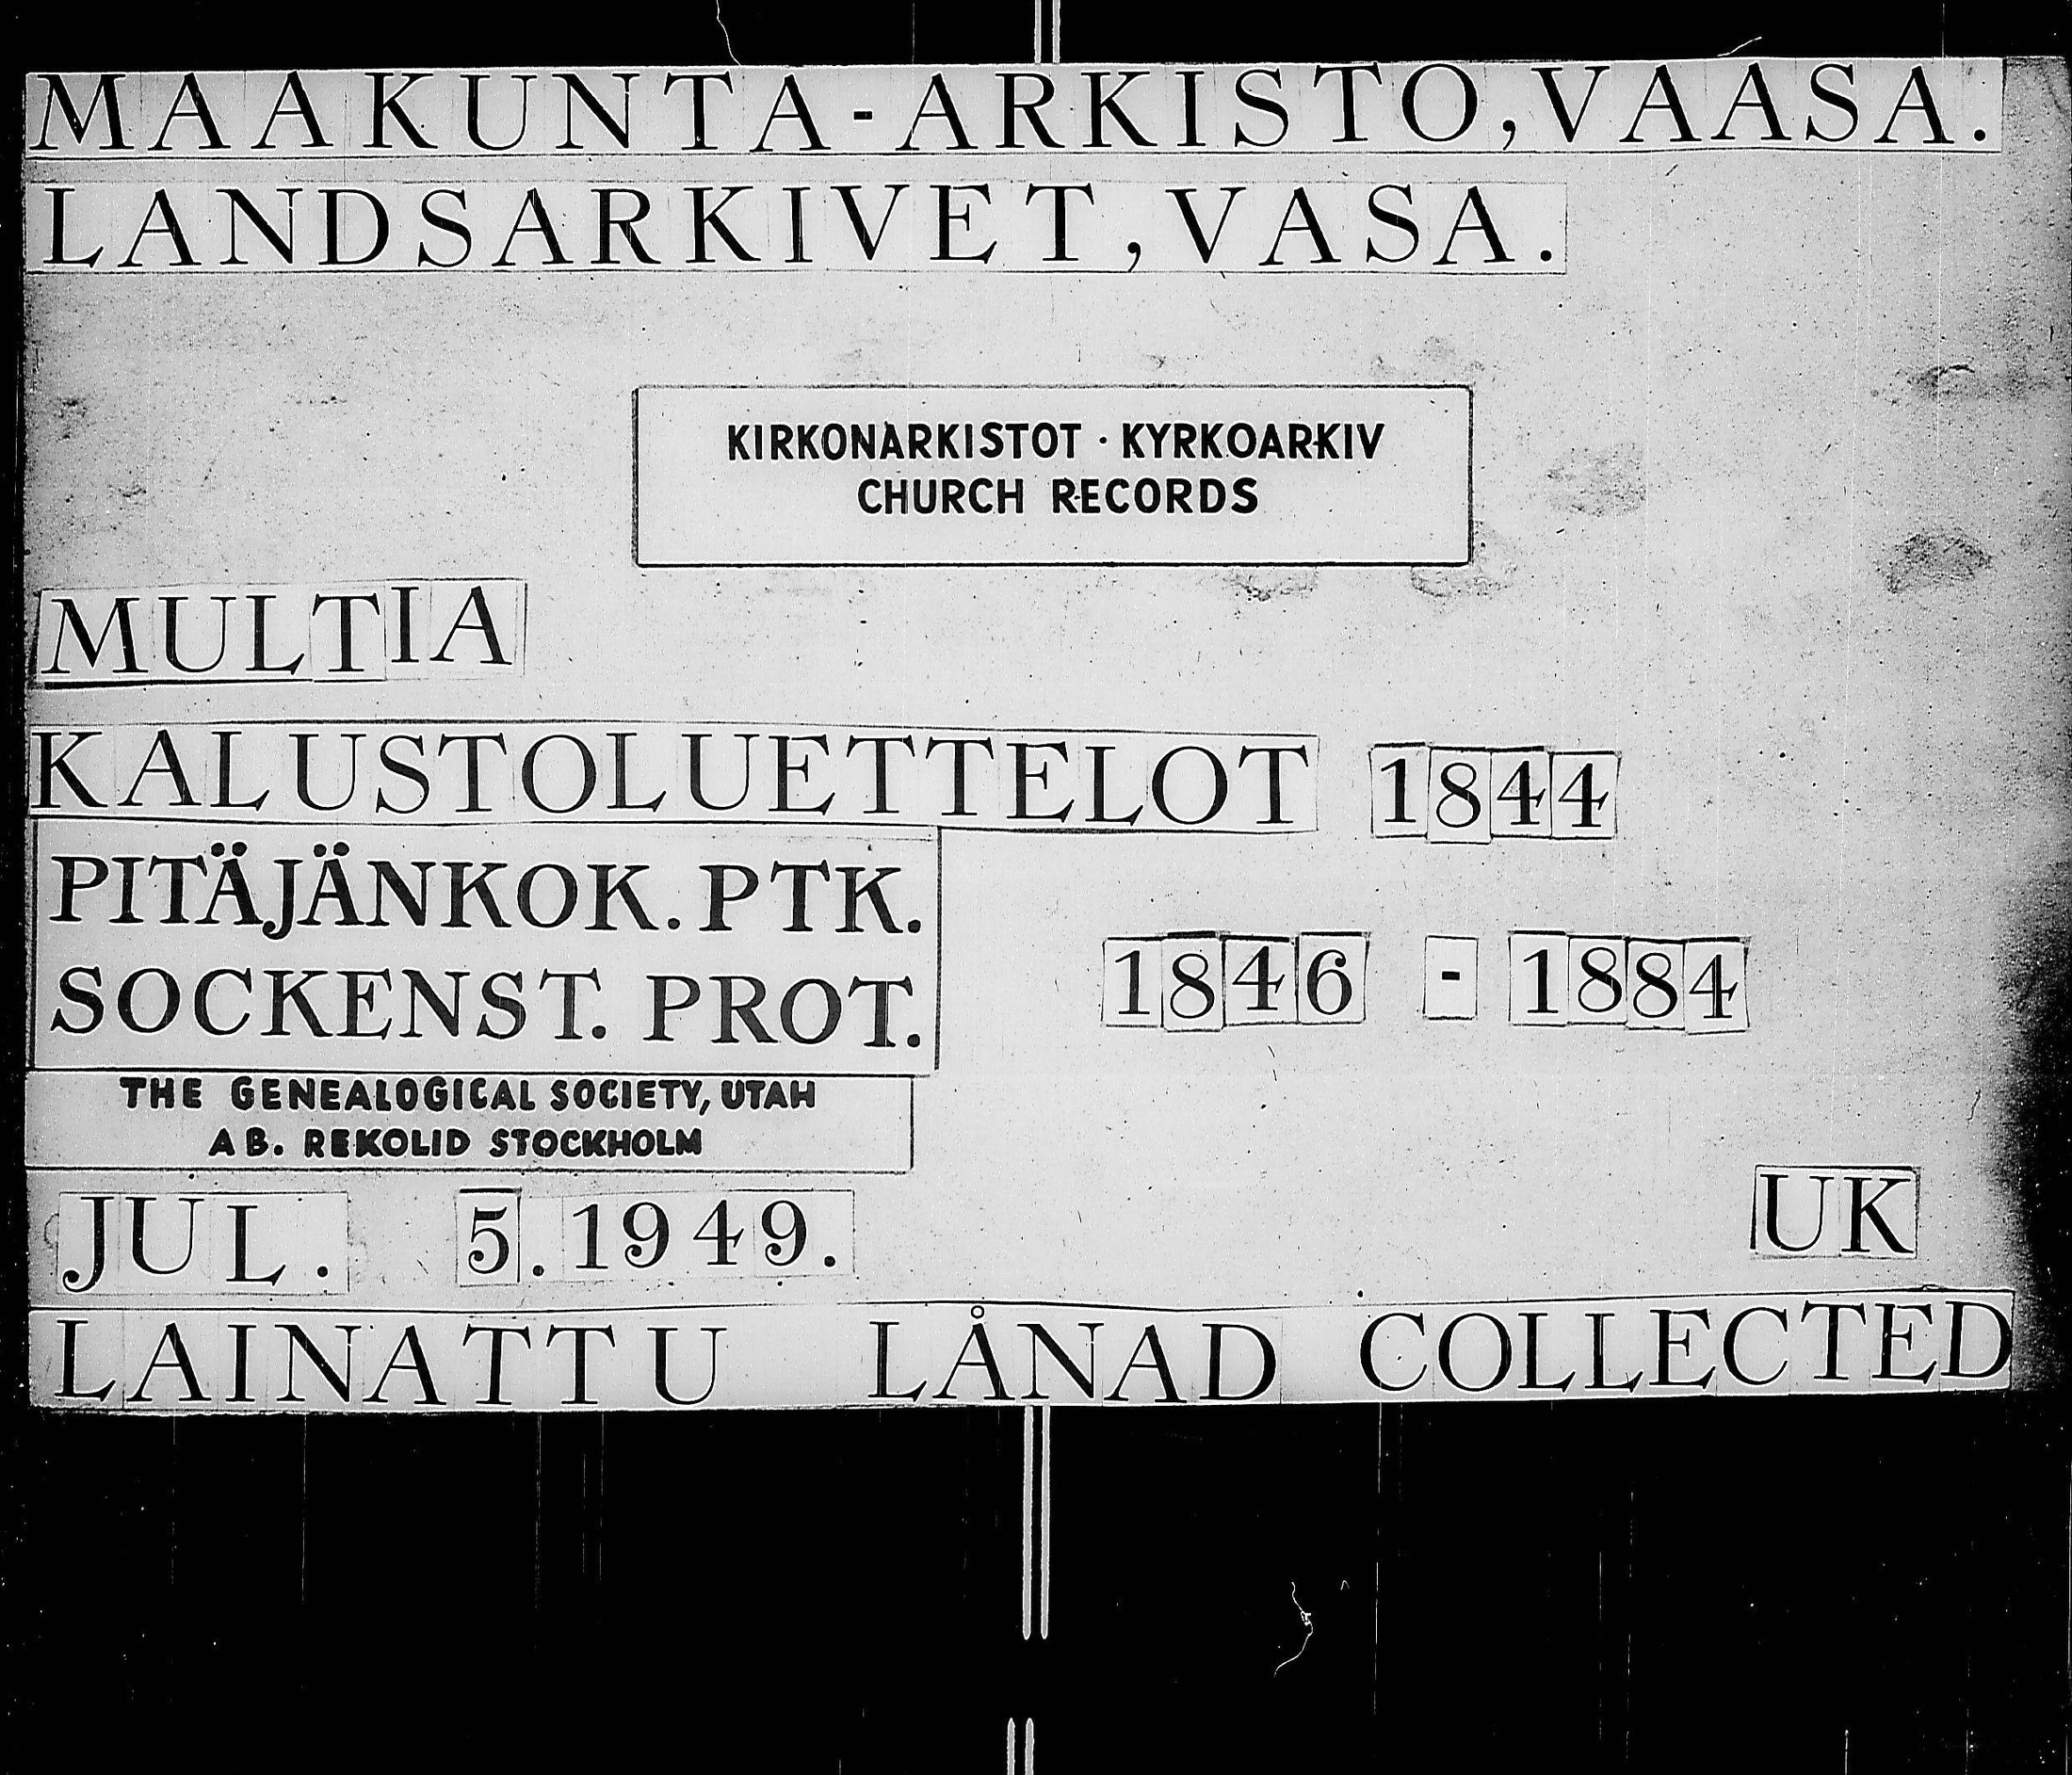 MAAKUNTA-ARKISTO, VAASA.
LANDSARKIVET, VASA.
KIRKONARKISTOT · KYRKOARKIV
CHURCH RECORDS
MULTIA
KALUSTOLUETTELOT 1844
PITÄJÄNKOK. PTK.
SOCKENST. PROT. 1846 - 1884
THE GENEALOGICAL SOCIETY, UTAH
AB. REKOLID STOCKHOLM
JUL. 5. 1949. UK
LAINATTU LÅNAD COLLECTED